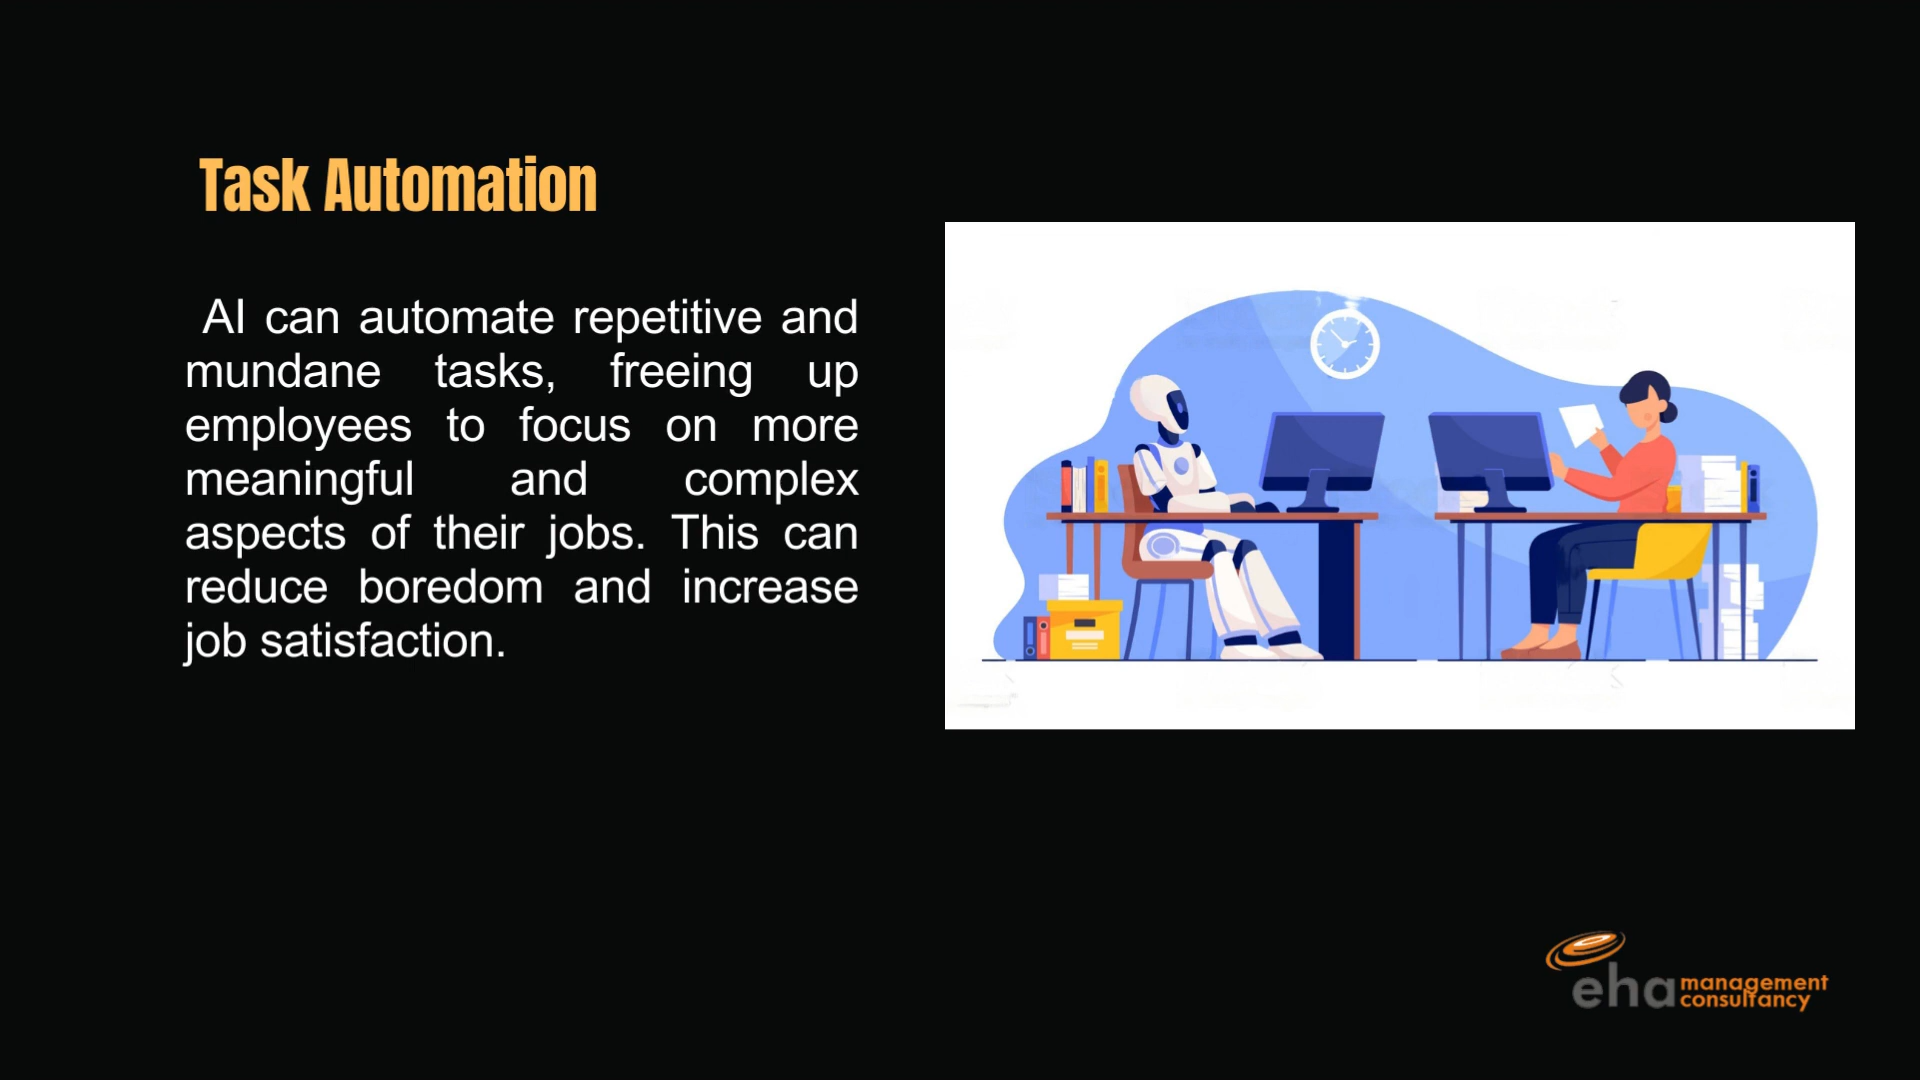 Task Automation
AI can automate repetitive and
mundane tasks, freeing up
employees to focus on more
meaningful and complex
aspects of their jobs. This can
reduce boredom and increase
job satisfaction.
eha management
consultancy